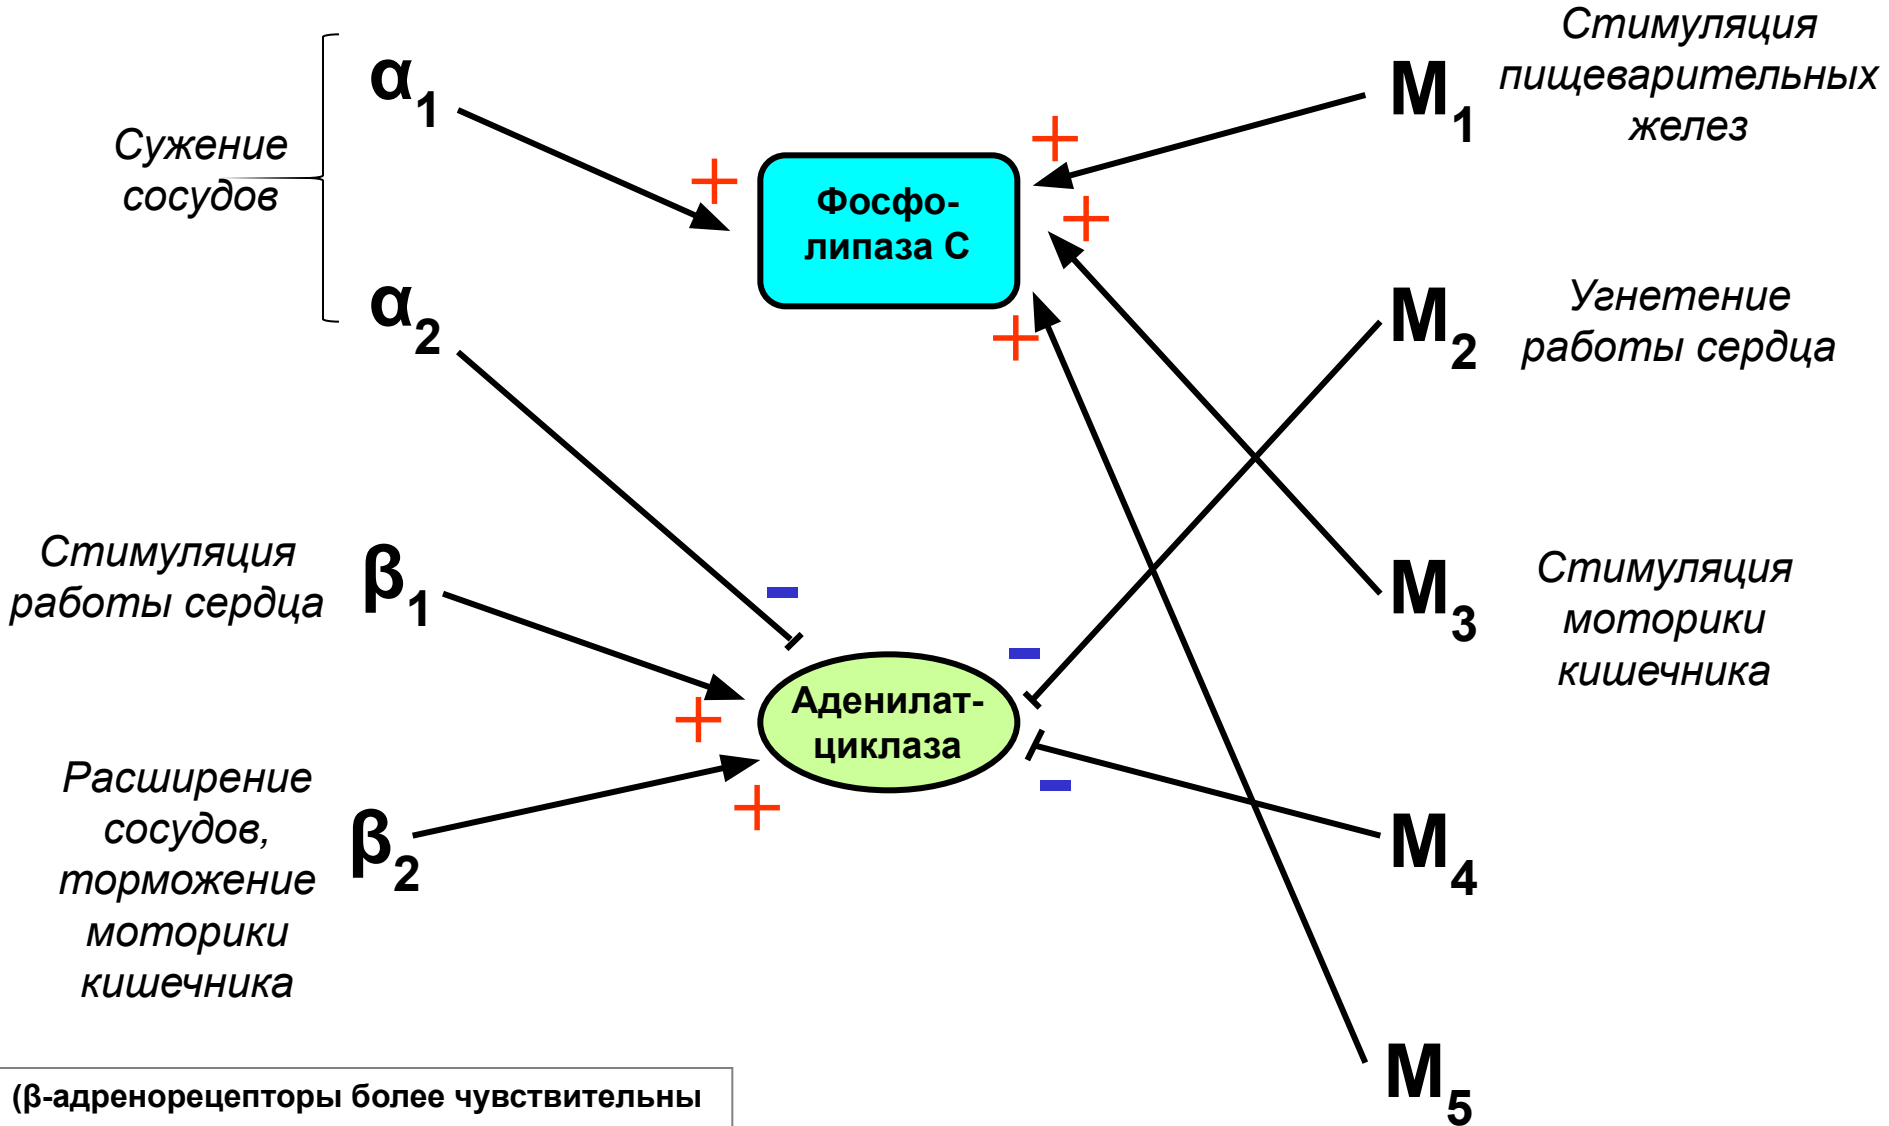 Сужение
сосудов
α1
α2
Стимуляция
работы сердца
β1
Расширение
сосудов,
торможение
моторики
кишечника
β2
+
Фосфо-
липаза С
+
+
+
-
-
Аденилат-
циклаза
+
+
-
M1
Стимуляция
пищеварительных
желез
M2
Угнетение
работы сердца
M3
Стимуляция
моторики
кишечника
M4
M5
(β-адренорецепторы более чувствительны